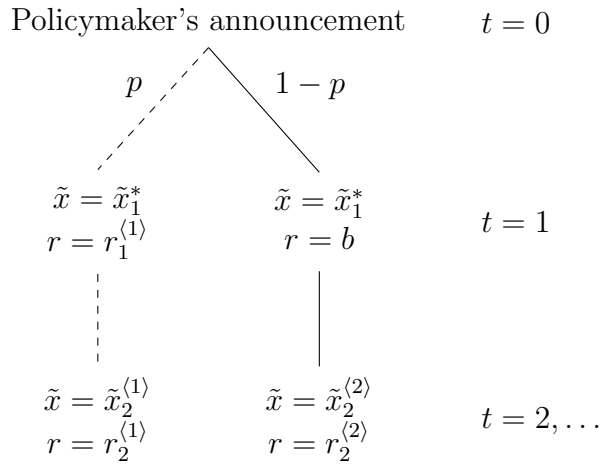 Policymaker's announcement t = 0
p 1 − p
x̃ = x̃₁* x̃ = x̃₁* t = 1
r = r₁⟨¹⟩ r = b
x̃ = x̃₂⟨¹⟩ x̃ = x̃₂⟨²⟩ t = 2, . . .
r = r₂⟨¹⟩ r = r₂⟨²⟩